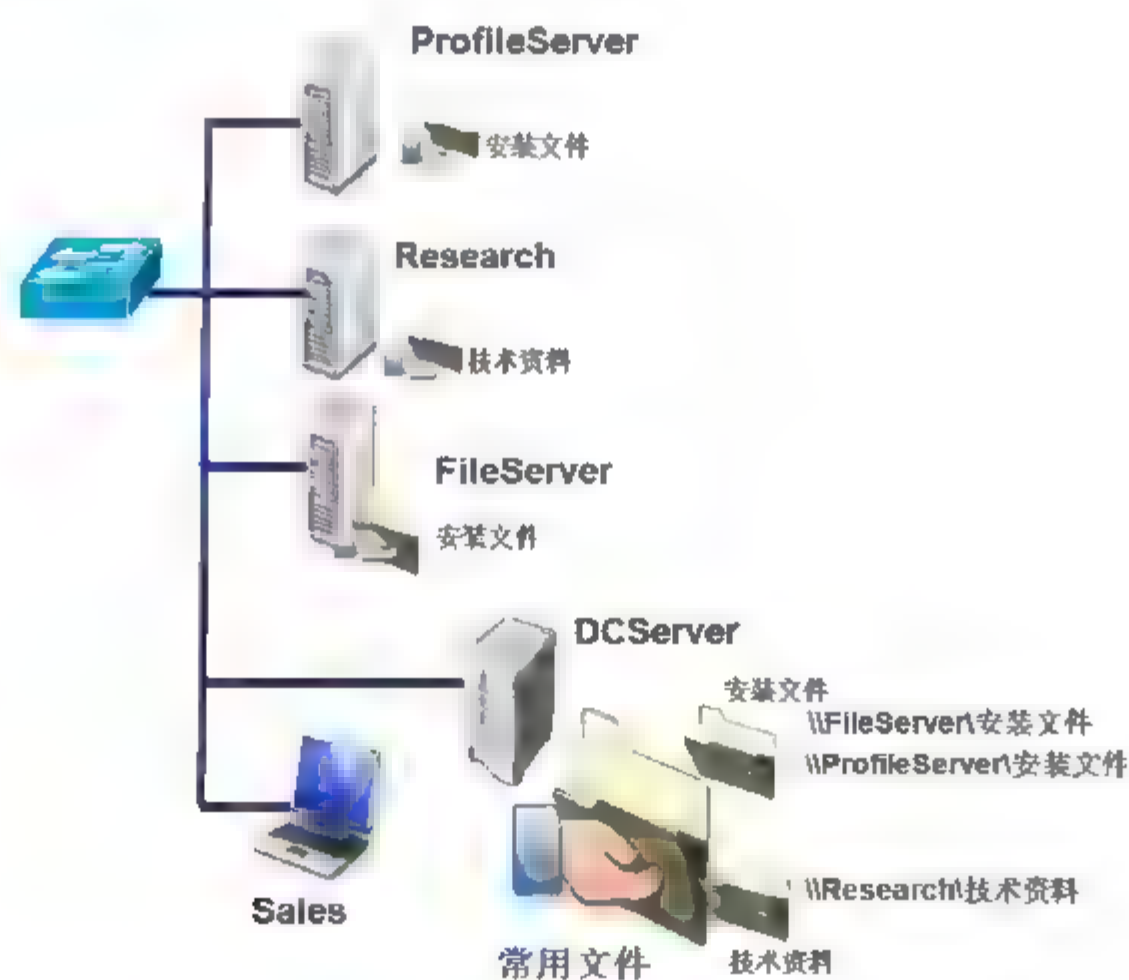 ProfileServer
安装文件
Research
技术资料
FileServer
安装文件
DCServer
安装文件
\\FileServer\安装文件
\\ProfileServer\安装文件
\\Research\技术资料
Sales
常用文件
技术资料